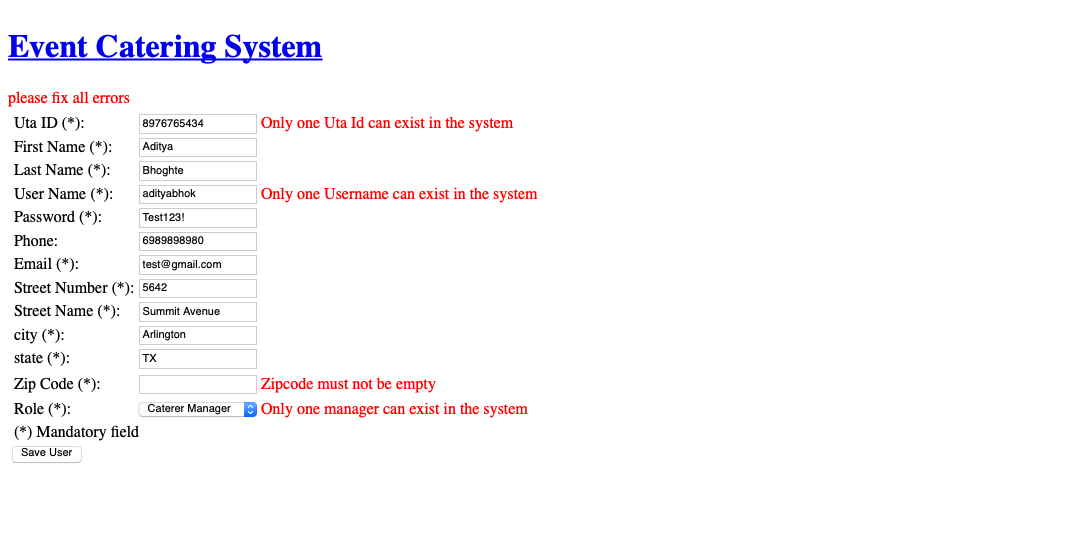 Event Catering System
please fix all errors
Uta ID (*): 8976765434 Only one Uta Id can exist in the system
First Name (*): Aditya
Last Name (*): Bhoghte
User Name (*): adityabhok Only one Username can exist in the system
Password (*): Test123!
Phone: 6989898980
Email (*): test@gmail.com
Street Number (*): 5642
Street Name (*): Summit Avenue
city (*): Arlington
state (*): TX
Zip Code (*): Zipcode must not be empty
Role (*): Caterer Manager Only one manager can exist in the system
(*) Mandatory field
Save User